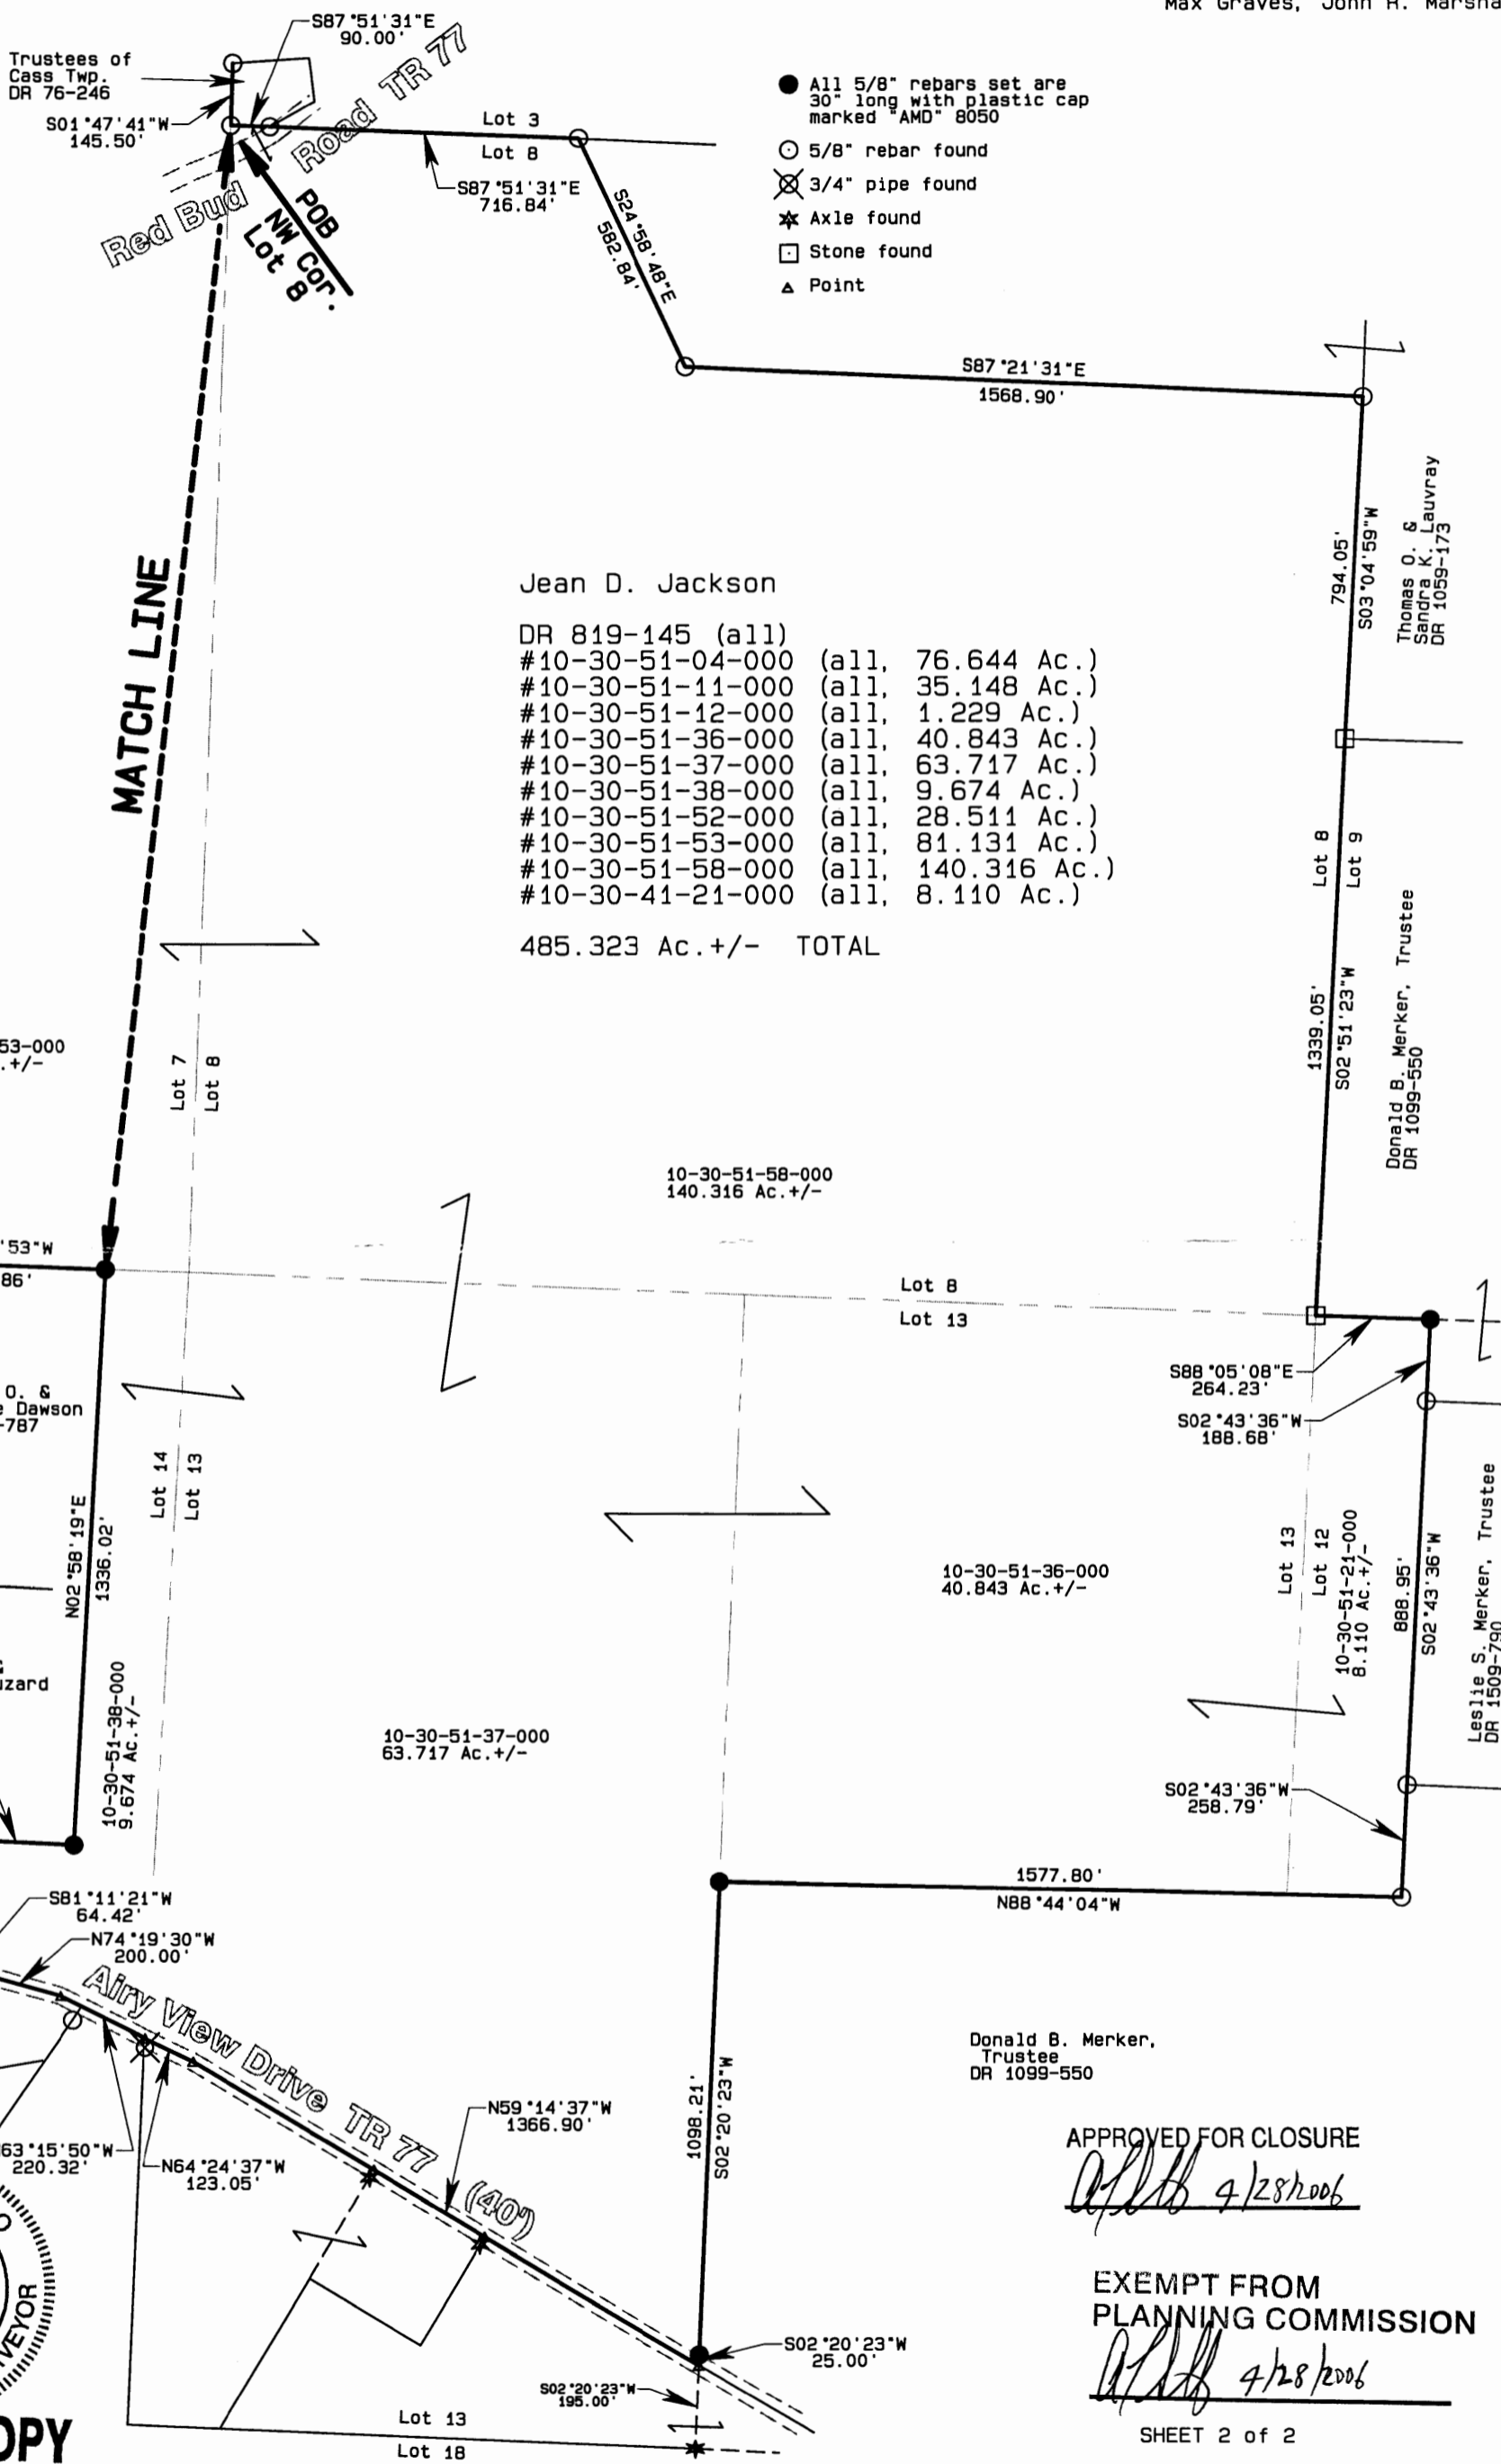 Max Graves, John R. Marsha
S87°51'31"E
90.00'
Trustees of
Cass Twp.
DR 76-246
S01°47'41"W
145.50'
Red Bud Road TR 77
Lot 3
Lot 8
S87°51'31"E
716.84'
POB
NW Cor.
Lot 8
S24°58'48"E
582.84'
All 5/8" rebars set are
30" long with plastic cap
marked "AMD" 8050
5/8" rebar found
3/4" pipe found
Axle found
Stone found
Point
S87°21'31"E
1568.90'
794.05'
S03°04'59"W
Thomas O. &
Sandra K. Lauvray
DR 1059-173
MATCH LINE
Jean D. Jackson
DR 819-145 (all)
#10-30-51-04-000 (all, 76.644 Ac.)
#10-30-51-11-000 (all, 35.148 Ac.)
#10-30-51-12-000 (all, 1.229 Ac.)
#10-30-51-36-000 (all, 40.843 Ac.)
#10-30-51-37-000 (all, 63.717 Ac.)
#10-30-51-38-000 (all, 9.674 Ac.)
#10-30-51-52-000 (all, 28.511 Ac.)
#10-30-51-53-000 (all, 81.131 Ac.)
#10-30-51-58-000 (all, 140.316 Ac.)
#10-30-41-21-000 (all, 8.110 Ac.)
485.323 Ac.+/- TOTAL
Lot 8
Lot 9
1339.05'
S02°51'23"W
Donald B. Merker, Trustee
DR 1099-550
53-000
.+/-
Lot 7
Lot 8
10-30-51-58-000
140.316 Ac.+/-
'53"W
86'
Lot 8
Lot 13
S88°05'08"E
264.23'
S02°43'36"W
188.68'
O. &
e Dawson
-787
Lot 14
Lot 13
N02°58'19"E
1336.02'
10-30-51-36-000
40.843 Ac.+/-
Lot 13
Lot 12
10-30-51-21-000
8.110 Ac.+/-
888.95'
S02°43'36"W
Leslie S. Merker, Trustee
DR 1509-790
uzard
10-30-51-38-000
9.674 Ac.+/-
10-30-51-37-000
63.717 Ac.+/-
S02°43'36"W
258.79'
1577.80'
N88°44'04"W
S81°11'21"W
64.42'
N74°19'30"W
200.00'
Airy View Drive TR 77 (40')
63°15'50"W
220.32'
N64°24'37"W
123.05'
N59°14'37"W
1366.90'
1098.21'
S02°20'23"W
Donald B. Merker,
Trustee
DR 1099-550
APPROVED FOR CLOSURE
4/28/2006
EXEMPT FROM
PLANNING COMMISSION
4/28/2006
S02°20'23"W
25.00'
S02°20'23"W
195.00'
Lot 13
Lot 18
VEYOR
OPY
SHEET 2 of 2